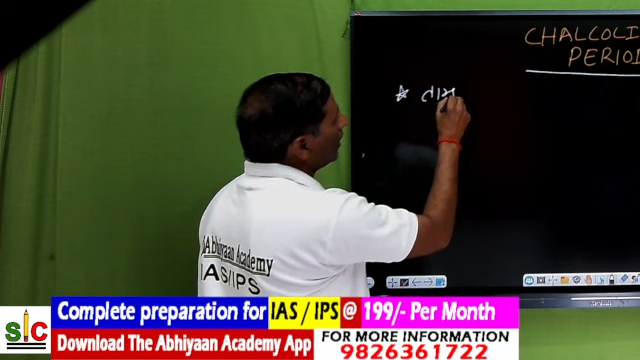 CHALCOLI
PERIO
Abhiyaan Academy
IAS/IPS
SIC
Complete preparation for IAS / IPS @ 199/- Per Month
Download The Abhiyaan Academy App
FOR MORE INFORMATION
9826361722